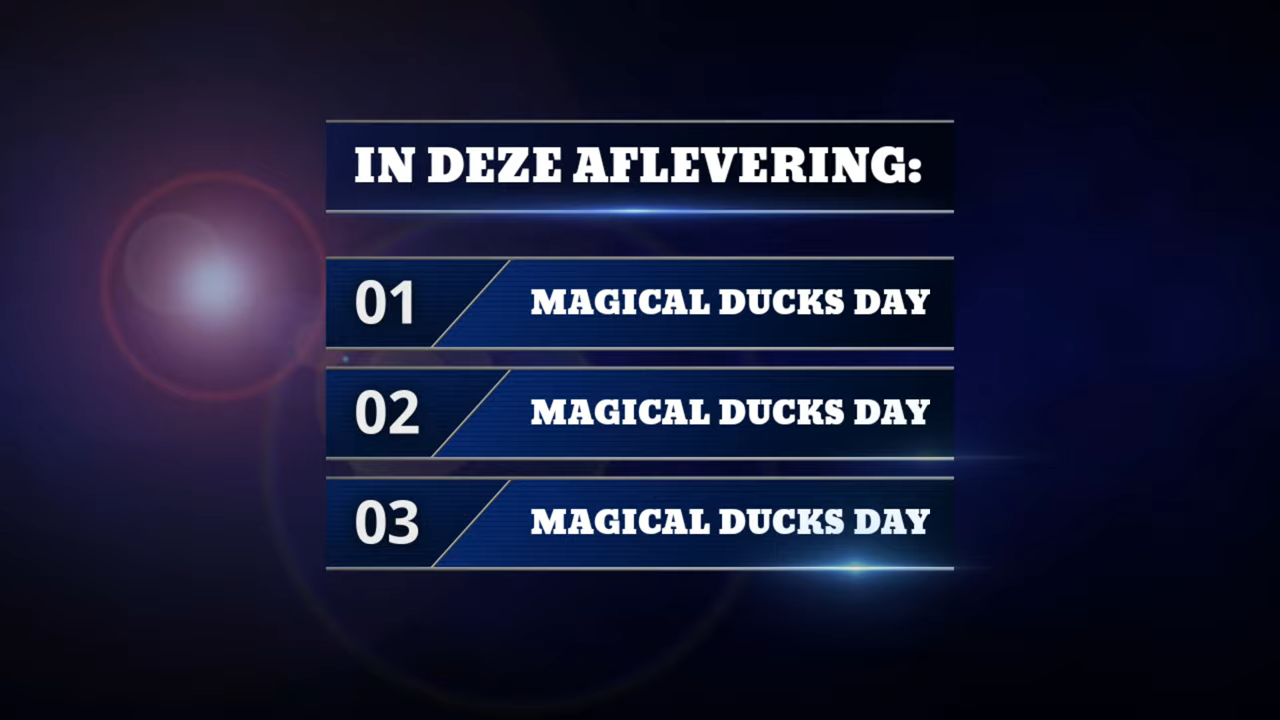 IN DEZE AFLEVERING:
01 MAGICAL DUCKS DAY
02 MAGICAL DUCKS DAY
03 MAGICAL DUCKS DAY